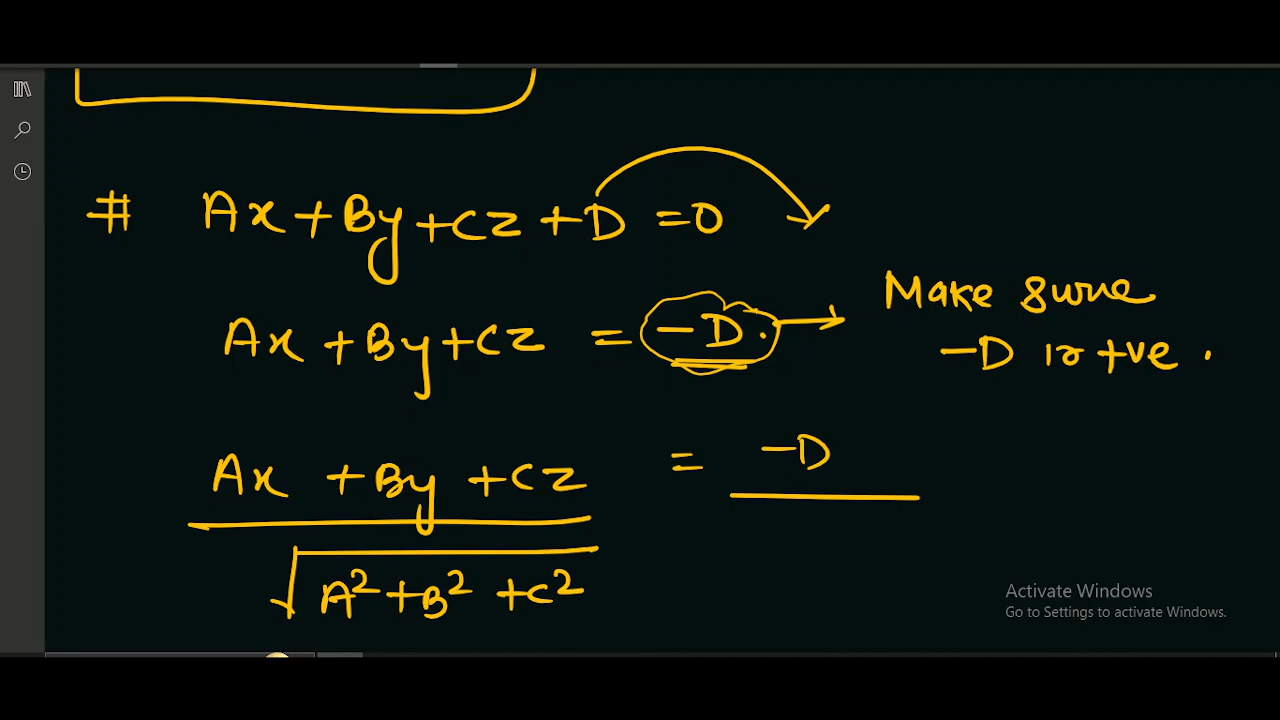 # Ax + By + Cz + D = 0
Ax + By + Cz = -D.
Make sure
-D is +ve.
Ax + By + Cz = -D
√A² + B² + C²
Activate Windows
Go to Settings to activate Windows.